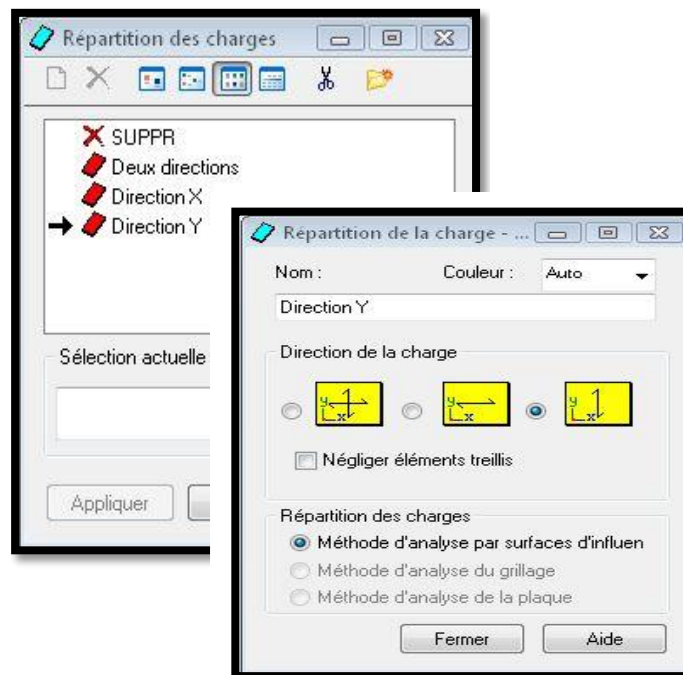 Répartition des charges
SUPPR
Deux directions
Direction X
Direction Y
Sélection actuelle
Appliquer
Répartition de la charge - ...
Nom :
Couleur :
Auto
Direction Y
Direction de la charge
y x
y x
y x
Négliger éléments treillis
Répartition des charges
Méthode d'analyse par surfaces d'influen
Méthode d'analyse du grillage
Méthode d'analyse de la plaque
Fermer
Aide